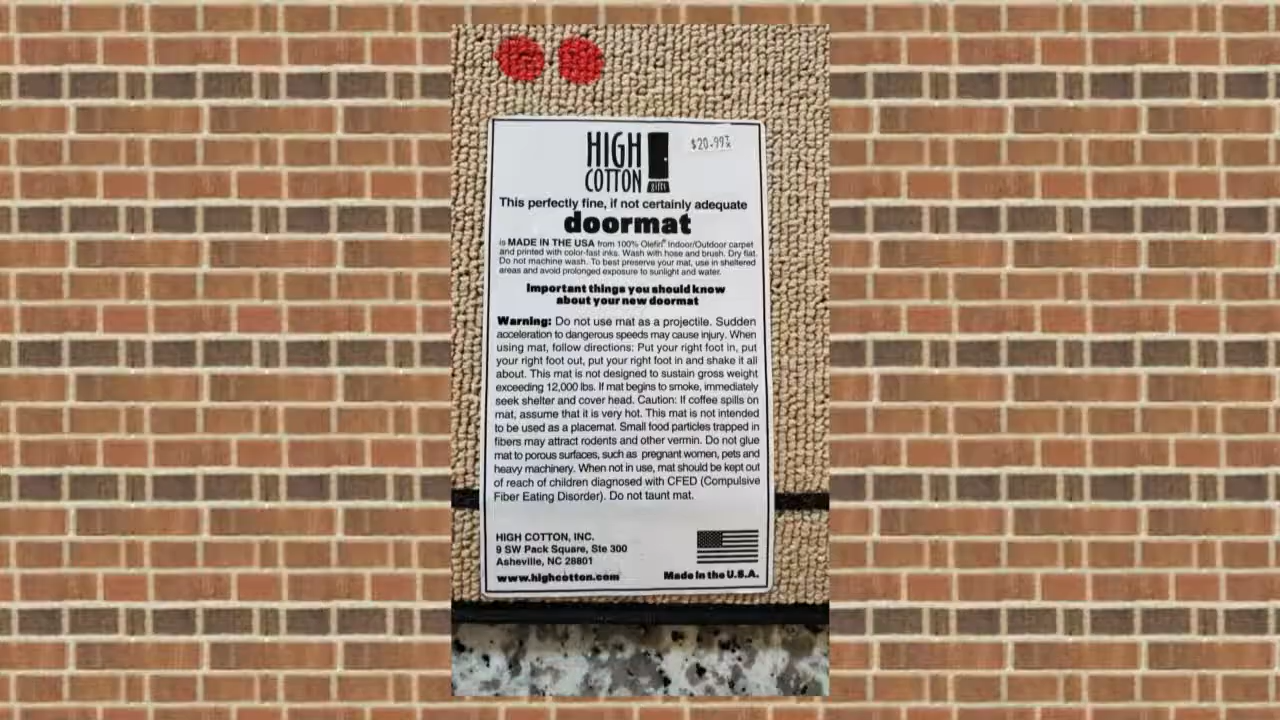 HIGH
COTTON
$20.99
This perfectly fine, if not certainly adequate
doormat
is MADE IN THE USA from 100% Olefin® Indoor/Outdoor carpet
and printed with color-fast inks. Wash with hose and brush. Dry flat.
Do not machine wash. To best preserve your mat, use in sheltered
areas and avoid prolonged exposure to sunlight and water.
Important things you should know
about your new doormat
Warning: Do not use mat as a projectile. Sudden
acceleration to dangerous speeds may cause injury. When
using mat, follow directions: Put your right foot in, put
your right foot out, put your right foot in and shake it all
about. This mat is not designed to sustain gross weight
exceeding 12,000 lbs. If mat begins to smoke, immediately
seek shelter and cover head. Caution: If coffee spills on
mat, assume that it is very hot. This mat is not intended
to be used as a placemat. Small food particles trapped in
fibers may attract rodents and other vermin. Do not glue
mat to porous surfaces, such as pregnant women, pets and
heavy machinery. When not in use, mat should be kept out
of reach of children diagnosed with CFED (Compulsive
Fiber Eating Disorder). Do not taunt mat.
HIGH COTTON, INC.
9 SW Pack Square, Ste 300
Asheville, NC 28801
www.highcotton.com
Made in the U.S.A.